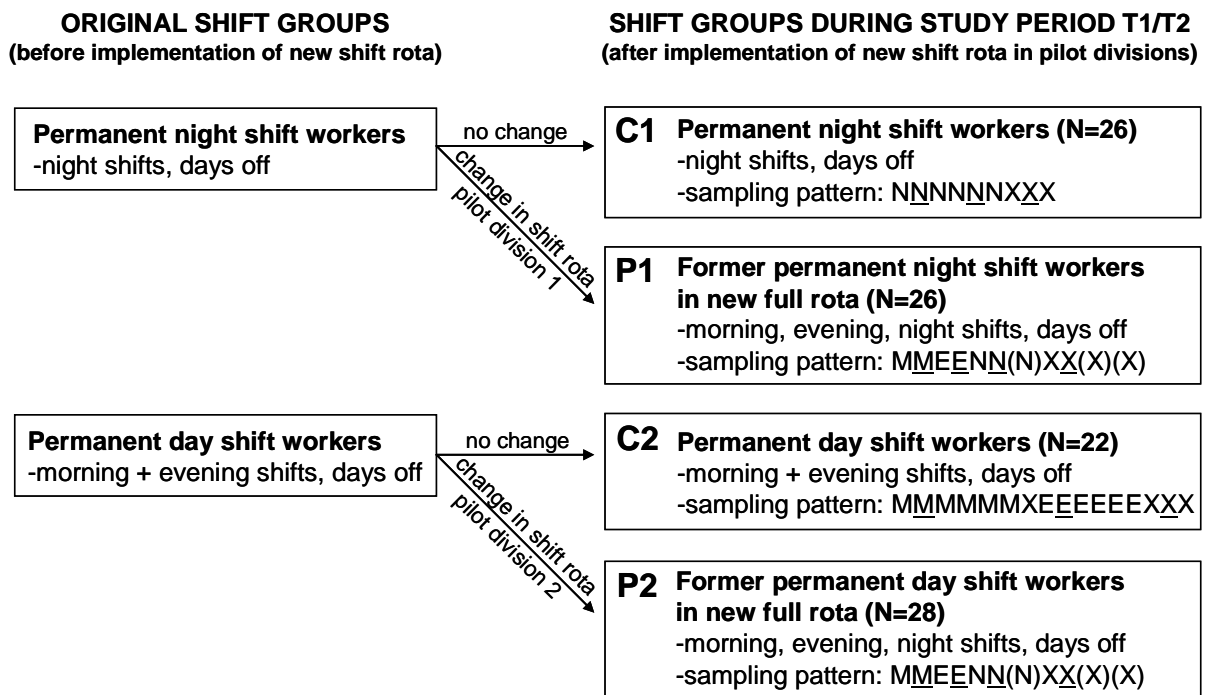 ORIGINAL SHIFT GROUPS
(before implementation of new shift rota)
SHIFT GROUPS DURING STUDY PERIOD T1/T2
(after implementation of new shift rota in pilot divisions)
Permanent night shift workers
-night shifts, days off
no change
change in shift rota
pilot division 1
C1 Permanent night shift workers (N=26)
-night shifts, days off
-sampling pattern: NNNNNNXXX
P1 Former permanent night shift workers
in new full rota (N=26)
-morning, evening, night shifts, days off
-sampling pattern: MMEENN(N)XX(X)(X)
Permanent day shift workers
-morning + evening shifts, days off
no change
change in shift rota
pilot division 2
C2 Permanent day shift workers (N=22)
-morning + evening shifts, days off
-sampling pattern: MMMMMMXEEEEEEXXX
P2 Former permanent day shift workers
in new full rota (N=28)
-morning, evening, night shifts, days off
-sampling pattern: MMEENN(N)XX(X)(X)